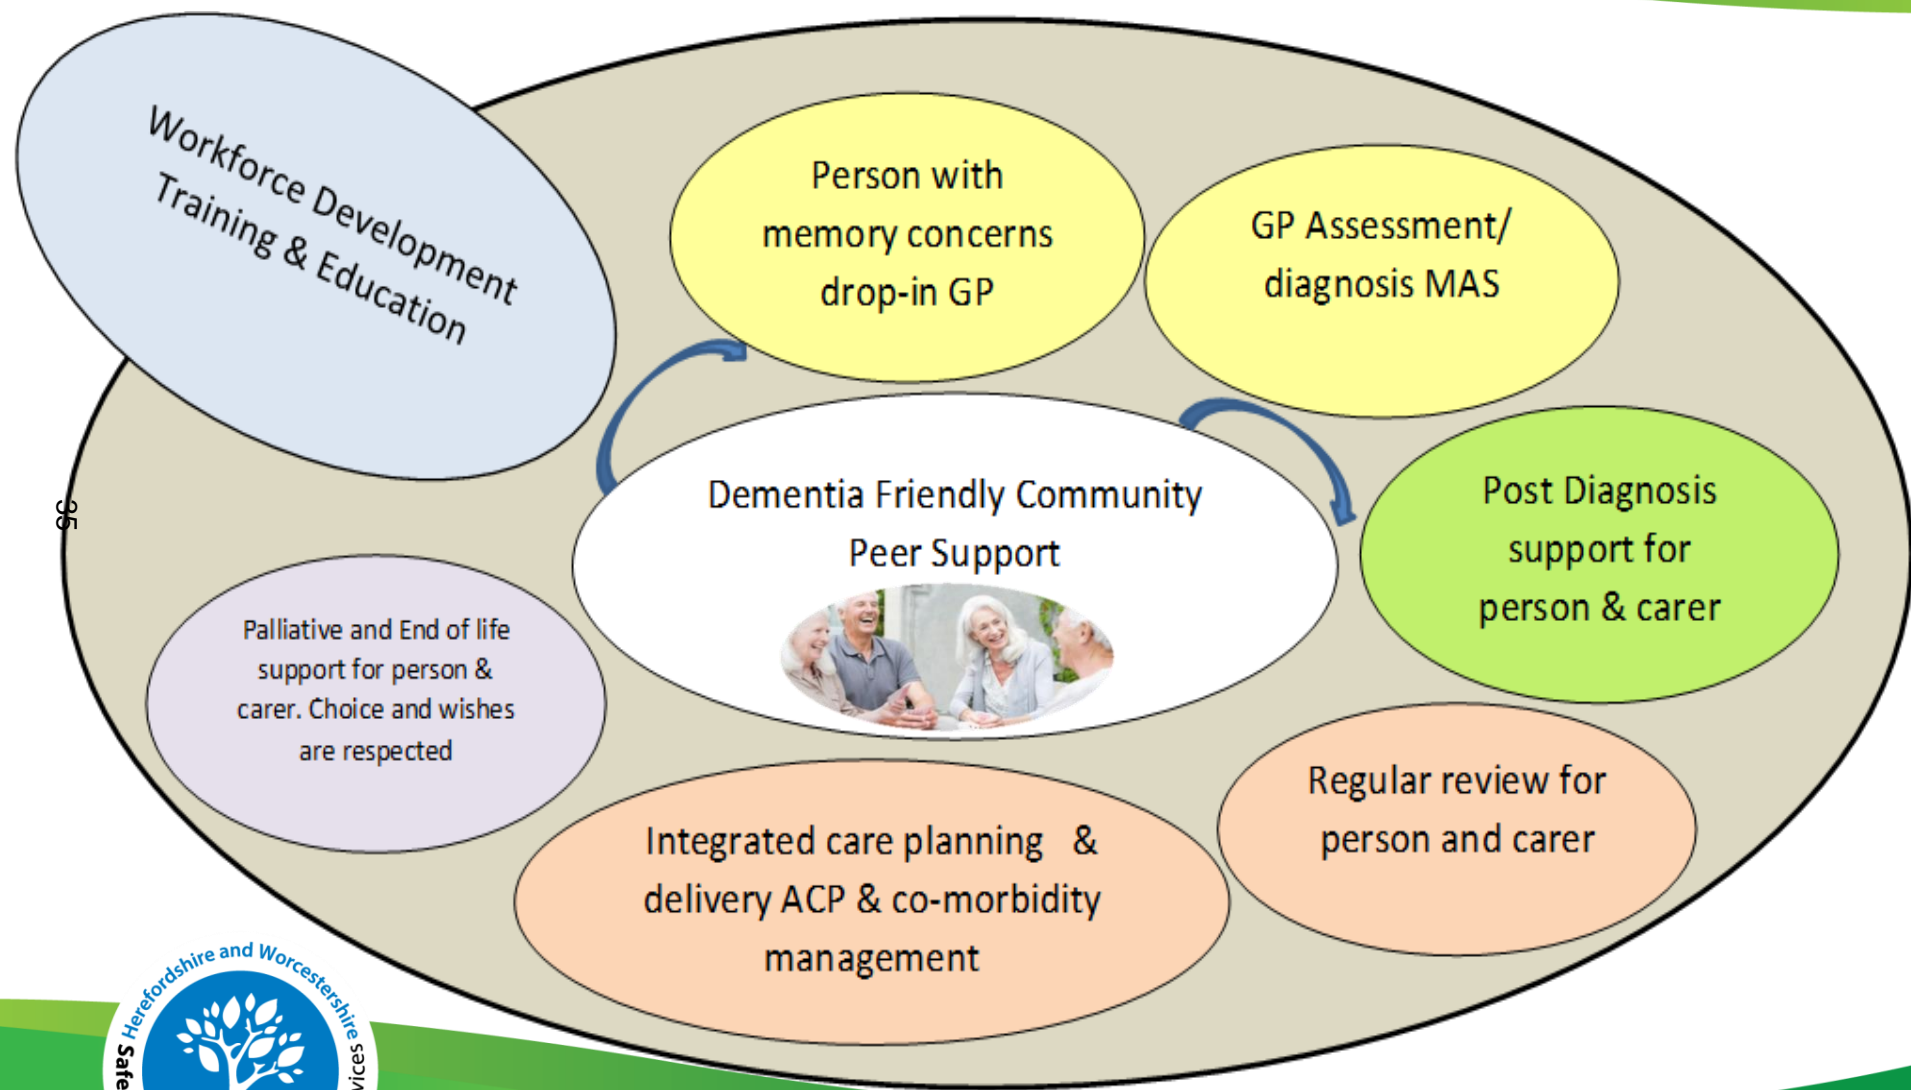 Workforce Development
Training & Education
Person with
memory concerns
drop-in GP
GP Assessment/
diagnosis MAS
Dementia Friendly Community
Peer Support
Post Diagnosis
support for
person & carer
35
Palliative and End of life
support for person &
carer. Choice and wishes
are respected
Regular review for
person and carer
Integrated care planning & 
delivery ACP & co-morbidity
management
Herefordshire and Worcestershire